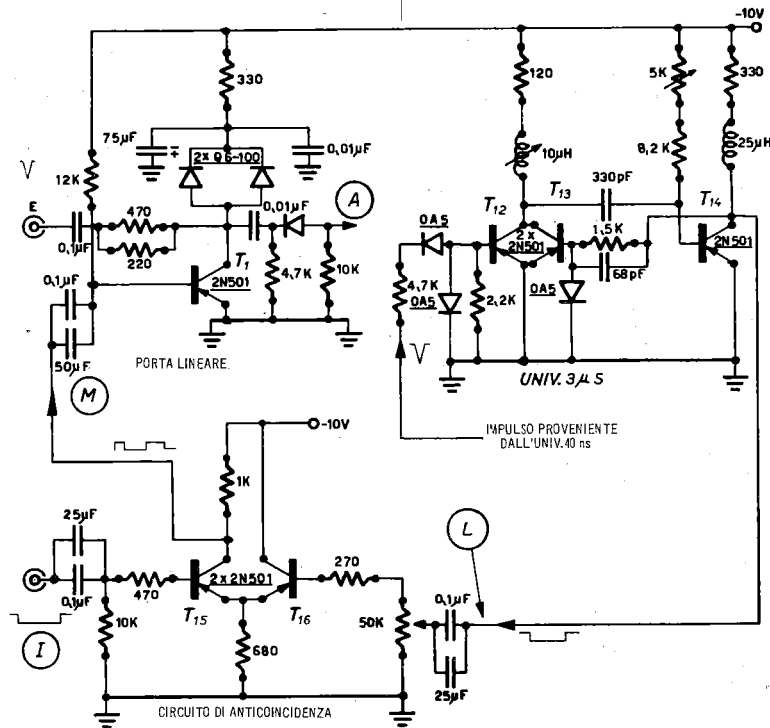 -10V
330
120
5K
330
75µF
2x Q6-100
0,01µF
10µH
8,2K
25µH
12K
0,01µF
A
330pF
E
470
T12
T13
T14
0,1µF
220
T1
OA5
2x
2N501
1,5K
2N501
4,7K
10K
68pF
0,1µF
2N501
4,7K
OA5
2,2K
OA5
50µF
PORTA LINEARE
UNIV. 3µS
M
IMPULSO PROVENIENTE
DALL'UNIV. 40 ns
-10V
1K
25µF
L
270
0,1µF
470
2x2N501
0,1µF
T15
T16
50K
10K
680
I
25µF
CIRCUITO DI ANTICOINCIDENZA